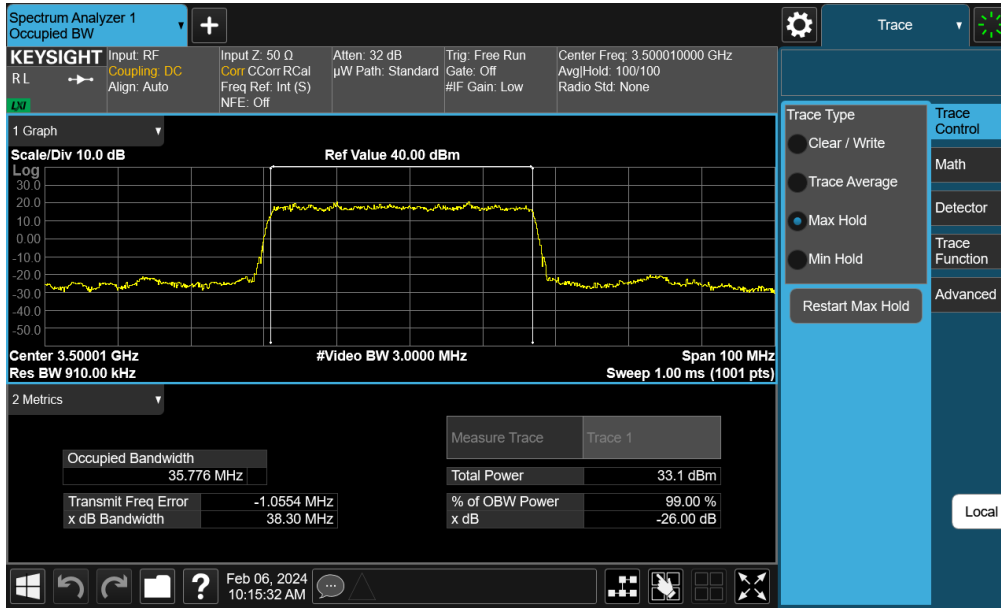 Spectrum Analyzer 1
Occupied BW
Trace
KEYSIGHT
RL
LXI
Input: RF
Coupling: DC
Align: Auto
Input Z: 50 Ω
Corr CCorr RCal
Freq Ref: Int (S)
NFE: Off
Atten: 32 dB
µW Path: Standard
Trig: Free Run
Gate: Off
#IF Gain: Low
Center Freq: 3.500010000 GHz
Avg|Hold: 100/100
Radio Std: None
1 Graph
Scale/Div 10.0 dB
Ref Value 40.00 dBm
Log
30.0
20.0
10.0
0.00
-10.0
-20.0
-30.0
-40.0
-50.0
Center 3.50001 GHz
#Video BW 3.0000 MHz
Span 100 MHz
Res BW 910.00 kHz
Sweep 1.00 ms (1001 pts)
2 Metrics
Measure Trace
Trace 1
Occupied Bandwidth
35.776 MHz
Total Power
33.1 dBm
Transmit Freq Error
-1.0554 MHz
% of OBW Power
99.00 %
x dB Bandwidth
38.30 MHz
x dB
-26.00 dB
Trace Type
Clear / Write
Trace Average
Max Hold
Min Hold
Restart Max Hold
Trace
Control
Math
Detector
Trace
Function
Advanced
Local
?
Feb 06, 2024
10:15:32 AM